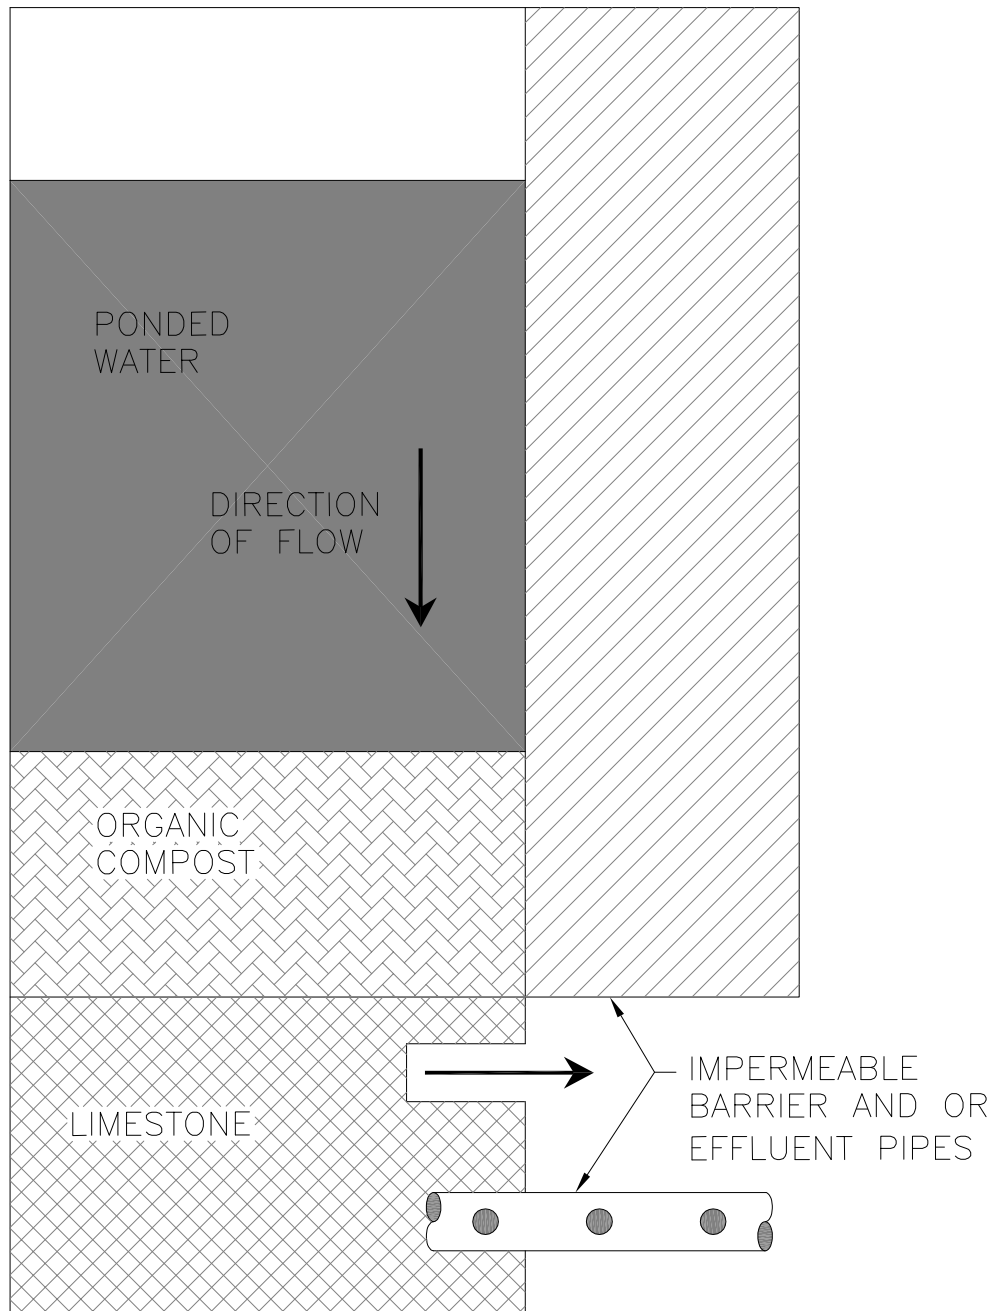 PONDED
WATER
DIRECTION
OF FLOW
ORGANIC
COMPOST
LIMESTONE
IMPERMEABLE
BARRIER AND OR
EFFLUENT PIPES